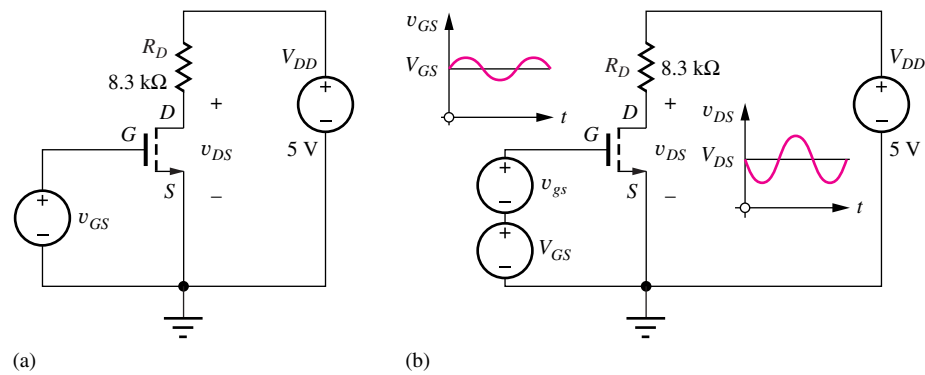 R_D
8.3 kΩ
V_DD
+
−
5 V
+
D
G
v_DS
S
−
+
−
v_GS
(a)
v_GS
V_GS
t
R_D
8.3 kΩ
V_DD
+
−
5 V
+
D
G
v_DS
S
−
v_DS
V_DS
t
+
−
v_gs
+
−
V_GS
(b)